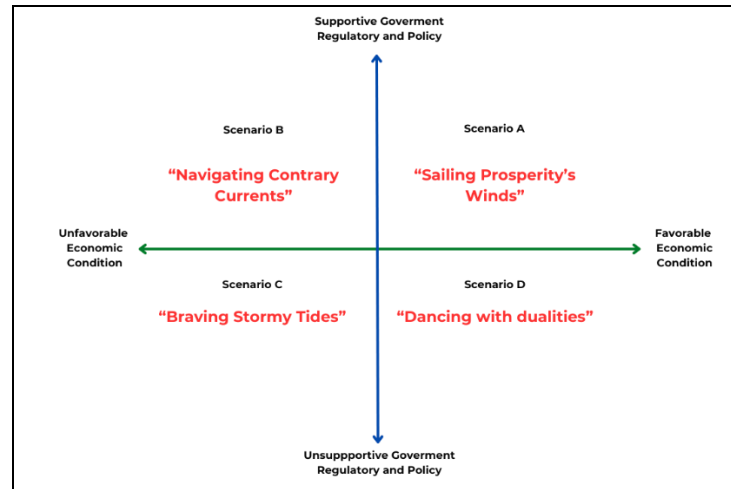 Supportive Goverment
Regulatory and Policy
Scenario B
“Navigating Contrary
Currents”
Scenario A
“Sailing Prosperity’s
Winds”
Unfavorable
Economic
Condition
Favorable
Economic
Condition
Scenario C
“Braving Stormy Tides”
Scenario D
“Dancing with dualities”
Unsuppportive Goverment
Regulatory and Policy